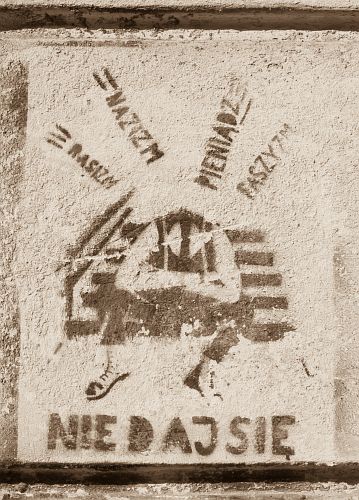 RASIZM
NAZIZM
PIENIĄDZ
FASZYZM
NIE DAJ SIĘ